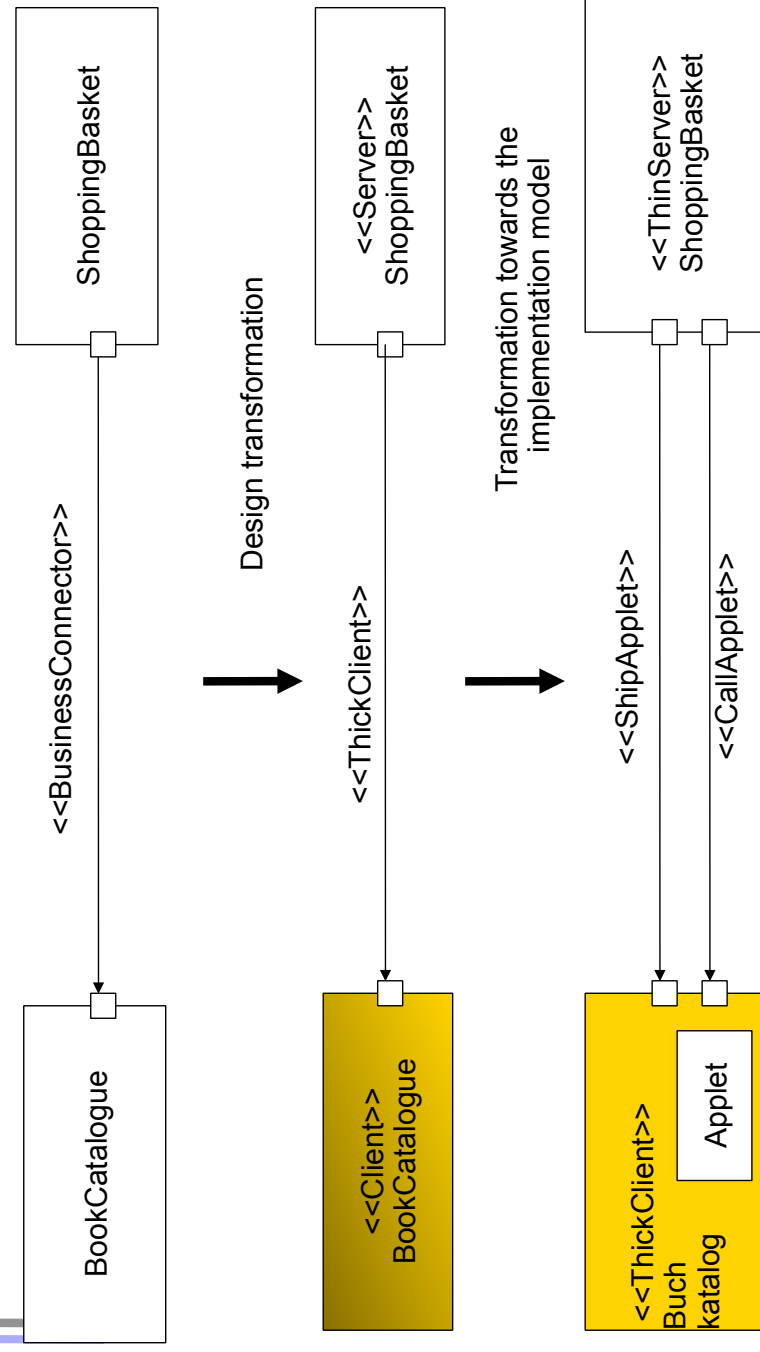 BookCatalogue
<<BusinessConnector>>
ShoppingBasket
Design transformation
<<Client>>
BookCatalogue
<<ThickClient>>
<<Server>>
ShoppingBasket
Transformation towards the
implementation model
<<ThickClient>>
Buch
katalog
Applet
<<ShipApplet>>
<<CallApplet>>
<<ThinServer>>
ShoppingBasket